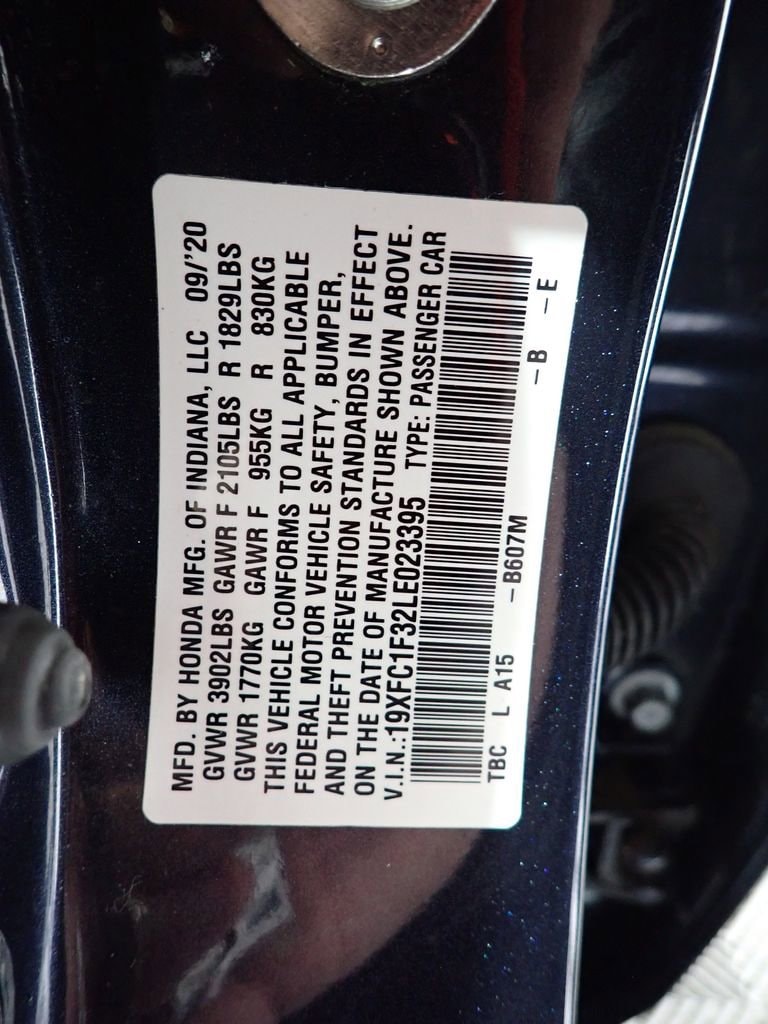 MFD. BY HONDA MFG. OF INDIANA, LLC 09/'20
GVWR 3902LBS GAWR F 2105LBS R 1829LBS
GVWR 1770KG GAWR F 955KG R 830KG
THIS VEHICLE CONFORMS TO ALL APPLICABLE
FEDERAL MOTOR VEHICLE SAFETY, BUMPER,
AND THEFT PREVENTION STANDARDS IN EFFECT
ON THE DATE OF MANUFACTURE SHOWN ABOVE.
V.I.N.:19XFC1F32LE023395 TYPE: PASSENGER CAR
TBC L A15 -B607M -B -E